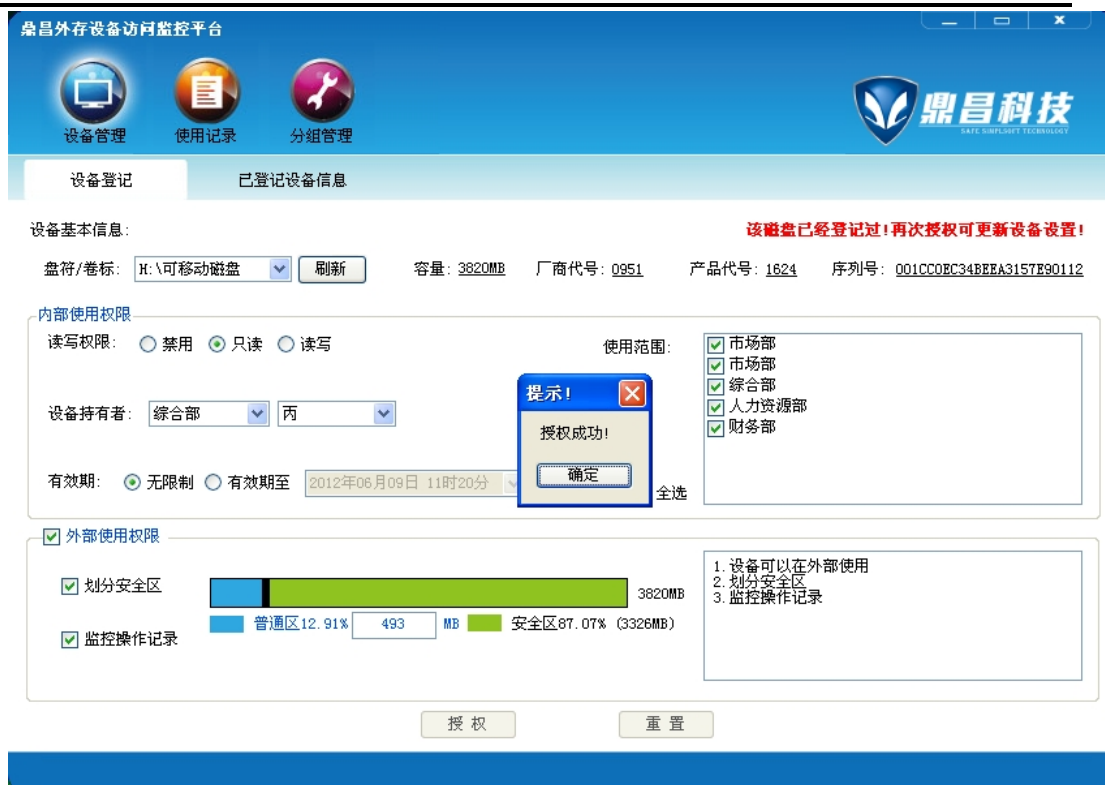 鼎昌外存设备访问监控平台
设备管理 使用记录 分组管理
鼎昌科技
SAFE SIMPLSOFT TECHNOLOGY
设备登记 已登记设备信息
设备基本信息: 该磁盘已经登记过!再次授权可更新设备设置!
盘符/卷标: H:\可移动磁盘 刷新 容量: 3820MB 厂商代号: 0951 产品代号: 1624 序列号: 001CC0EC34BEEA3157E90112
内部使用权限
读写权限: 禁用 只读 读写 使用范围: 市场部
市场部
综合部
人力资源部
财务部
提示!
授权成功!
确定
设备持有者: 综合部 丙
有效期: 无限制 有效期至 2012年06月09日 11时20分 全选
外部使用权限
划分安全区 3820MB
普通区12.91% 493 MB 安全区87.07% (3326MB)
监控操作记录
1.设备可以在外部使用
2.划分安全区
3.监控操作记录
授 权 重 置